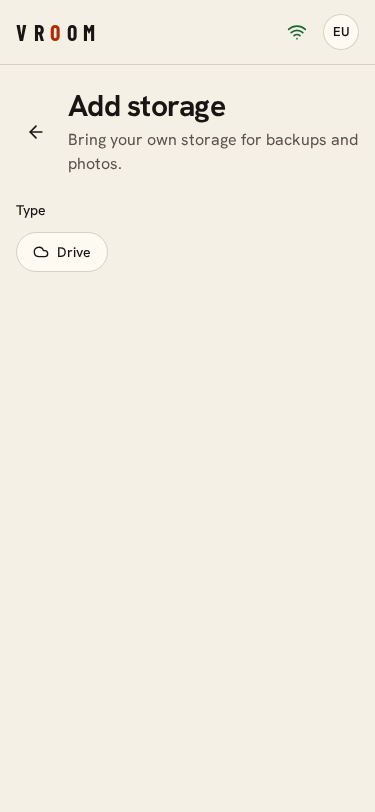 VROOM
EU
Add storage
Bring your own storage for backups and
photos.
Type
Drive